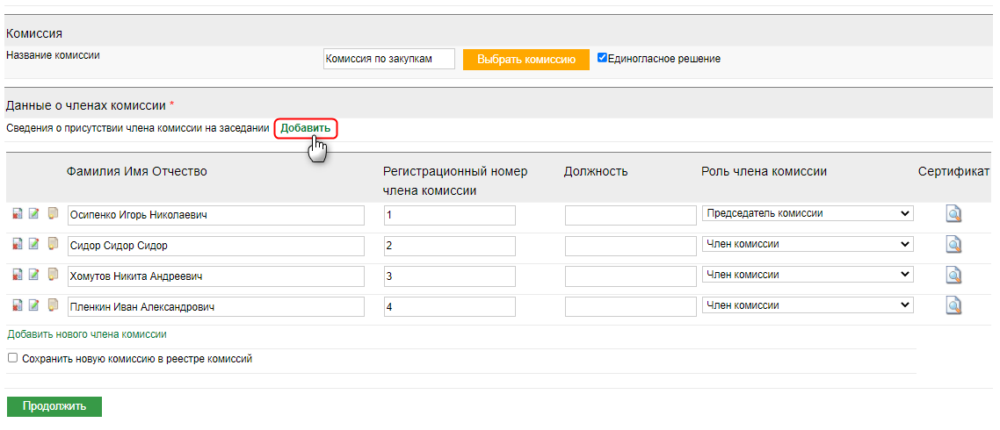 Комиссия
Название комиссии Комиссия по закупкам Выбрать комиссию Единогласное решение
Данные о членах комиссии *
Сведения о присутствии члена комиссии на заседании Добавить
Фамилия Имя Отчество Регистрационный номер члена комиссии Должность Роль члена комиссии Сертификат
Осипенко Игорь Николаевич 1 Председатель комиссии
Сидор Сидор Сидор 2 Член комиссии
Хомутов Никита Андреевич 3 Член комиссии
Пленкин Иван Александрович 4 Член комиссии
Добавить нового члена комиссии
Сохранить новую комиссию в реестре комиссий
Продолжить